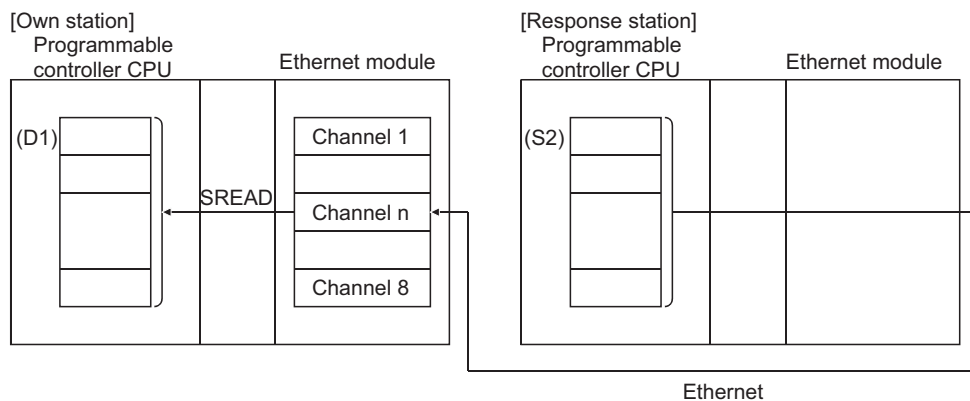 [Own station]
Programmable
controller CPU
Ethernet module
(D1)
SREAD
Channel 1
Channel n
Channel 8
[Response station]
Programmable
controller CPU
Ethernet module
(S2)
Ethernet